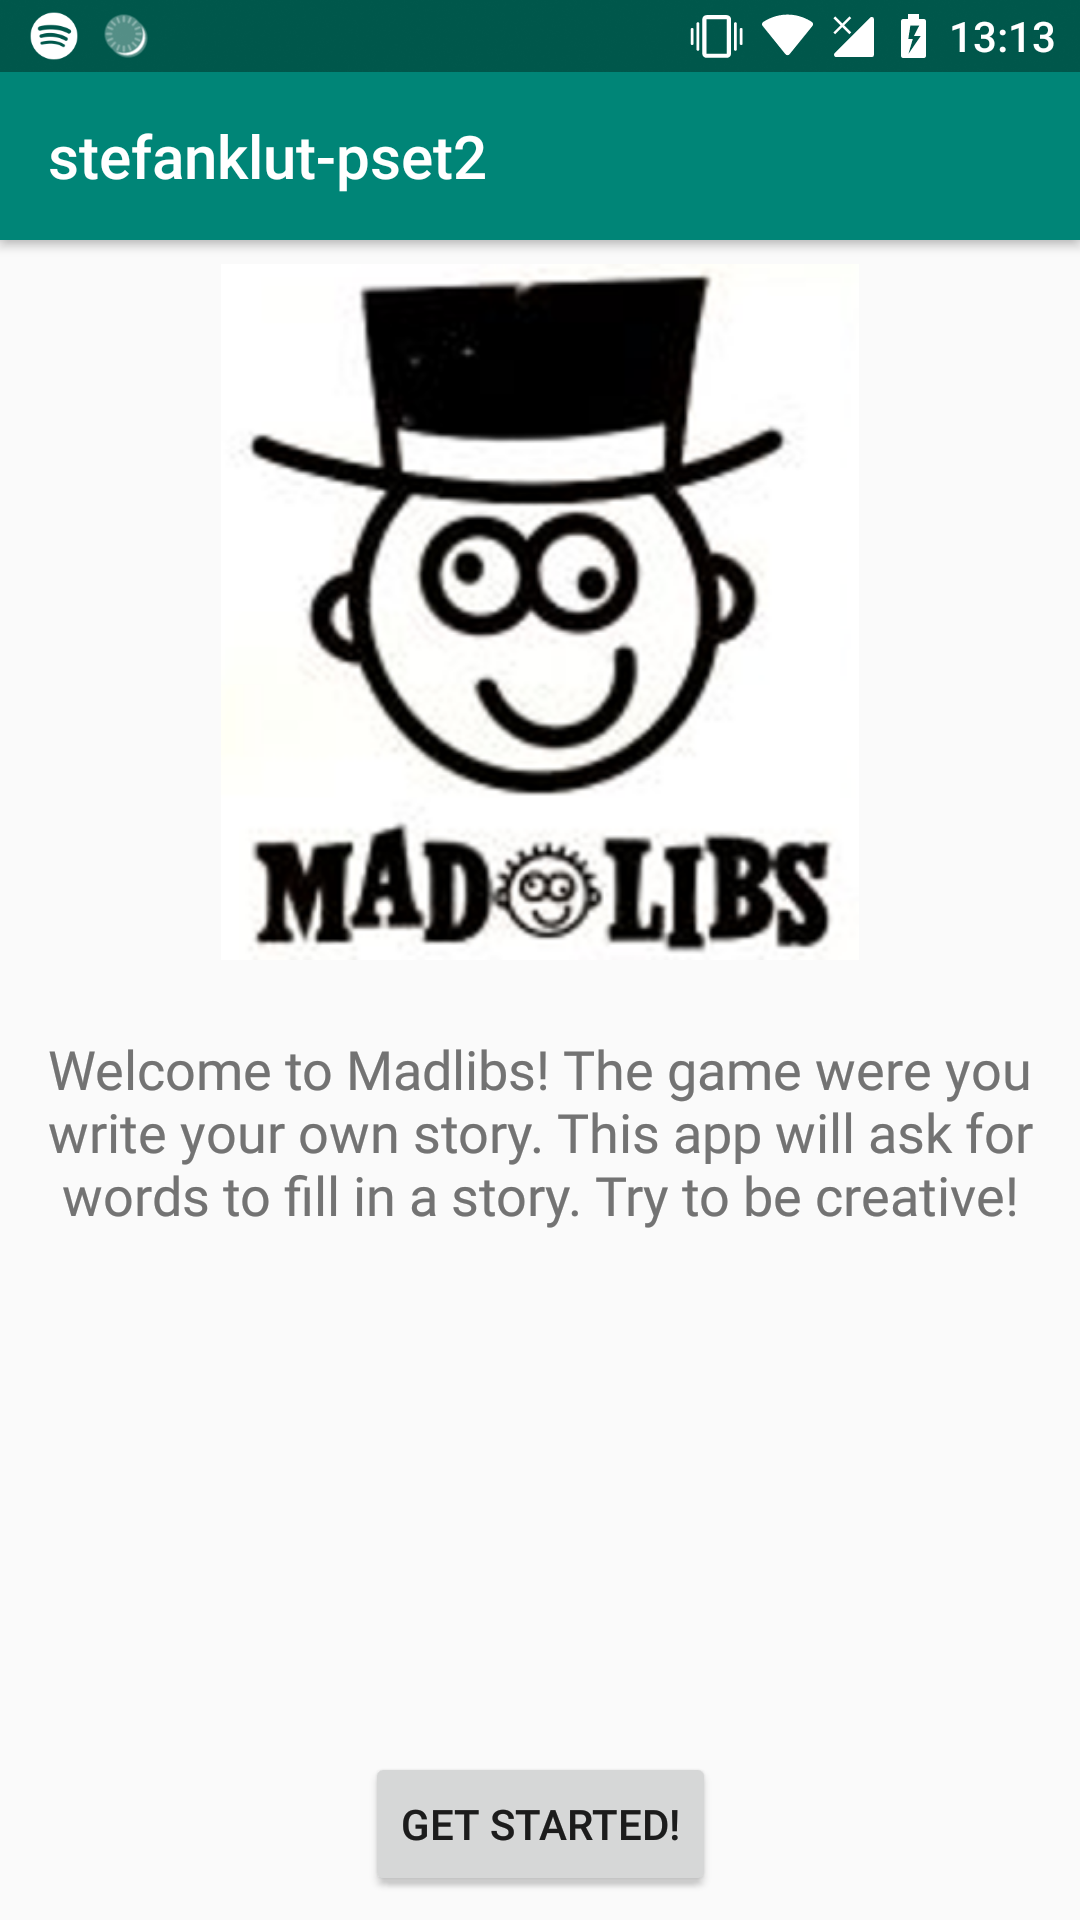 13:13
stefanklut-pset2
MAD LIBS
Welcome to Madlibs! The game were you
write your own story. This app will ask for
words to fill in a story. Try to be creative!
GET STARTED!